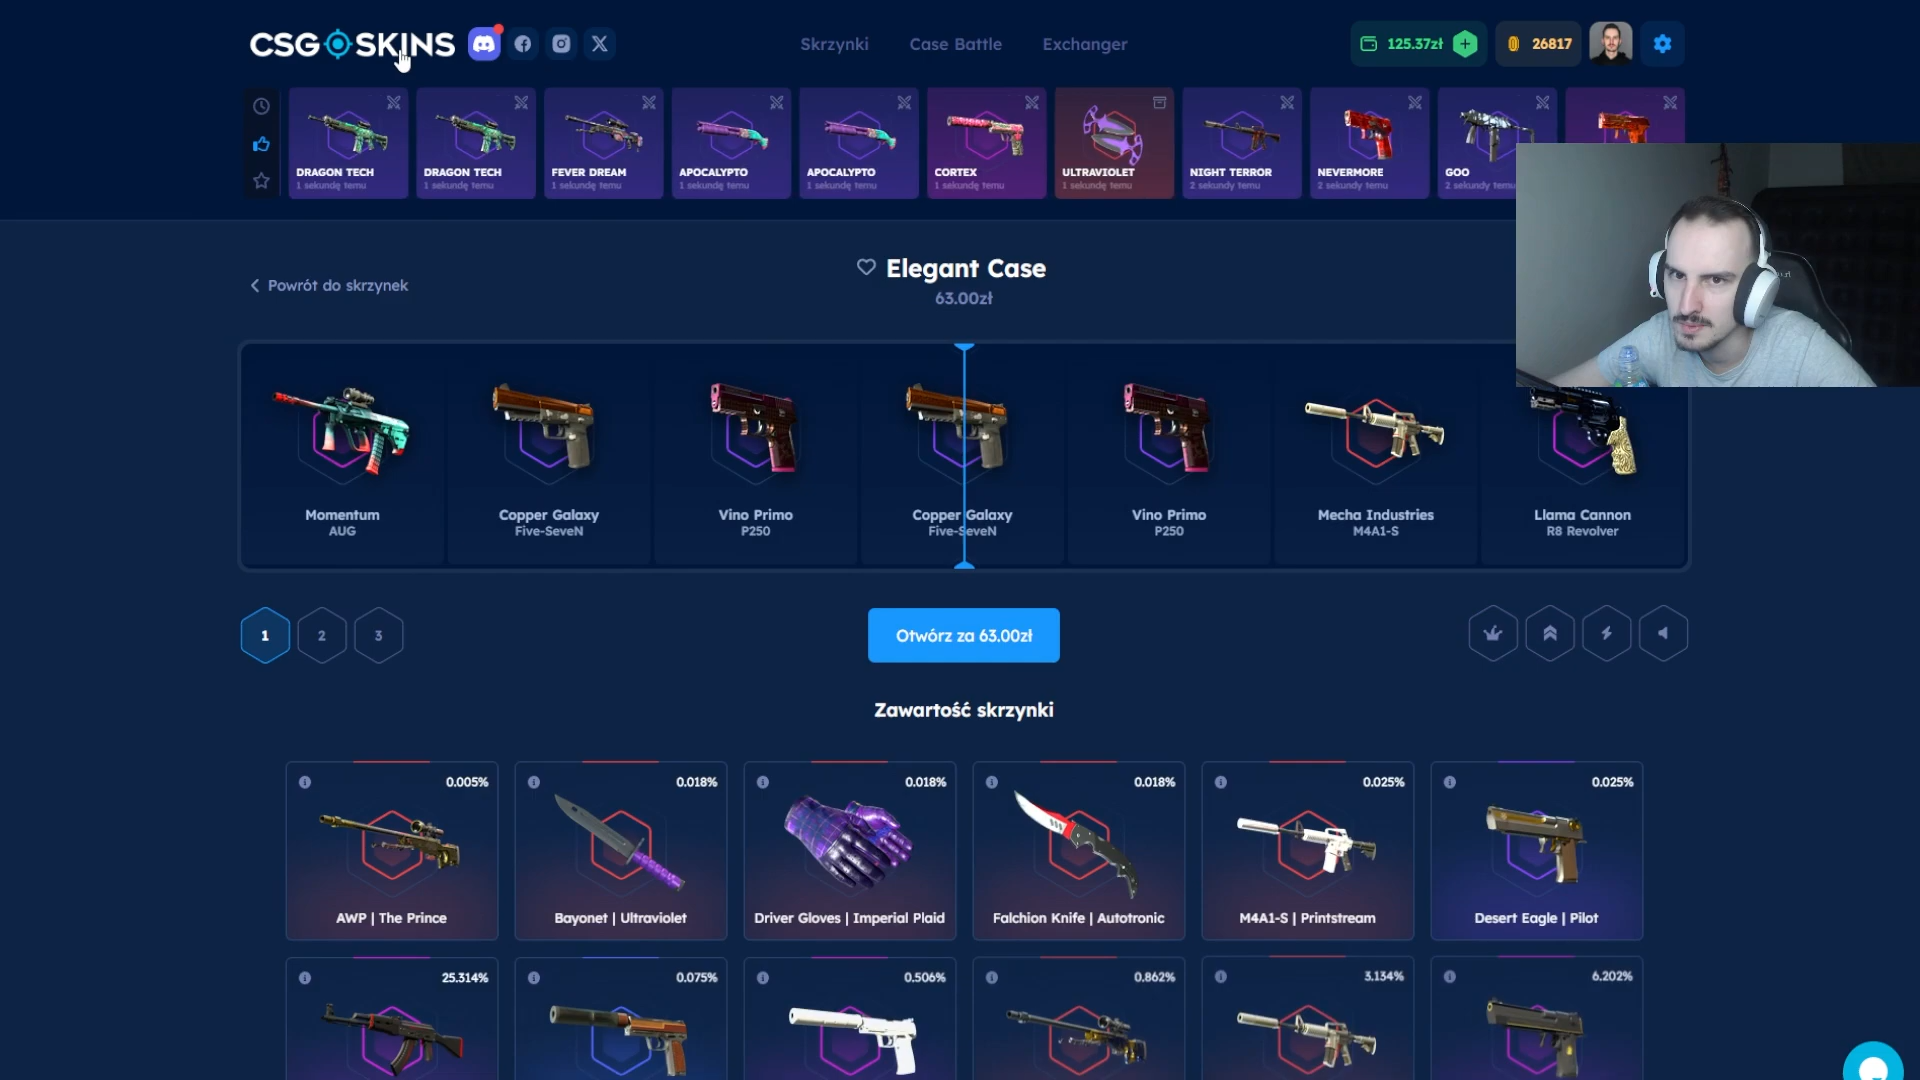 CSG SKINS
Skrzynki
Case Battle
Exchanger
125.37zł
26817
DRAGON TECH
1 sekundę temu
DRAGON TECH
1 sekundę temu
FEVER DREAM
1 sekundę temu
APOCALYPTO
1 sekundę temu
APOCALYPTO
1 sekundę temu
CORTEX
1 sekundę temu
ULTRAVIOLET
1 sekundę temu
NIGHT TERROR
2 sekundy temu
NEVERMORE
2 sekundy temu
GOO
2 sekundy temu
Powrót do skrzynek
Elegant Case
63.00zł
Momentum
AUG
Copper Galaxy
Five-SeveN
Vino Primo
P250
Copper Galaxy
Five-SeveN
Vino Primo
P250
Mecha Industries
M4A1-S
Llama Cannon
R8 Revolver
1
2
3
Otwórz za 63.00zł
Zawartość skrzynki
0.005%
AWP | The Prince
0.018%
Bayonet | Ultraviolet
0.018%
Driver Gloves | Imperial Plaid
0.018%
Falchion Knife | Autotronic
0.025%
M4A1-S | Printstream
0.025%
Desert Eagle | Pilot
25.314%
0.075%
0.506%
0.862%
3.134%
6.202%